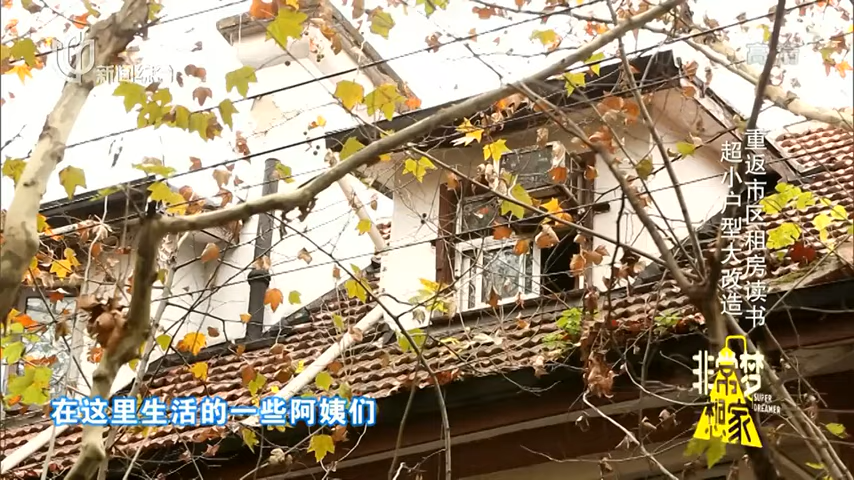 新闻综合
高清
重返市区租房读书
超小户型大改造
非常梦
想家
SUPER
DREAMER
在这里生活的一些阿姨们